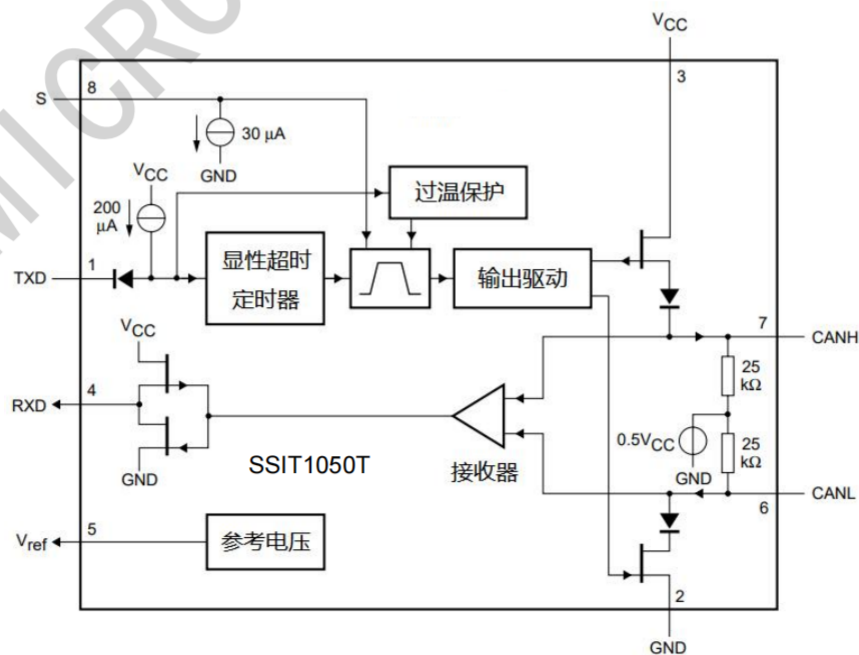 MICRO
VCC
3
S
8
30 μA
GND
VCC
200
μA
过温保护
TXD
1
显性超时
定时器
输出驱动
VCC
7
CANH
25
kΩ
RXD
4
0.5VCC
25
kΩ
GND
GND
SSIT1050T
接收器
6
CANL
Vref
5
参考电压
2
GND